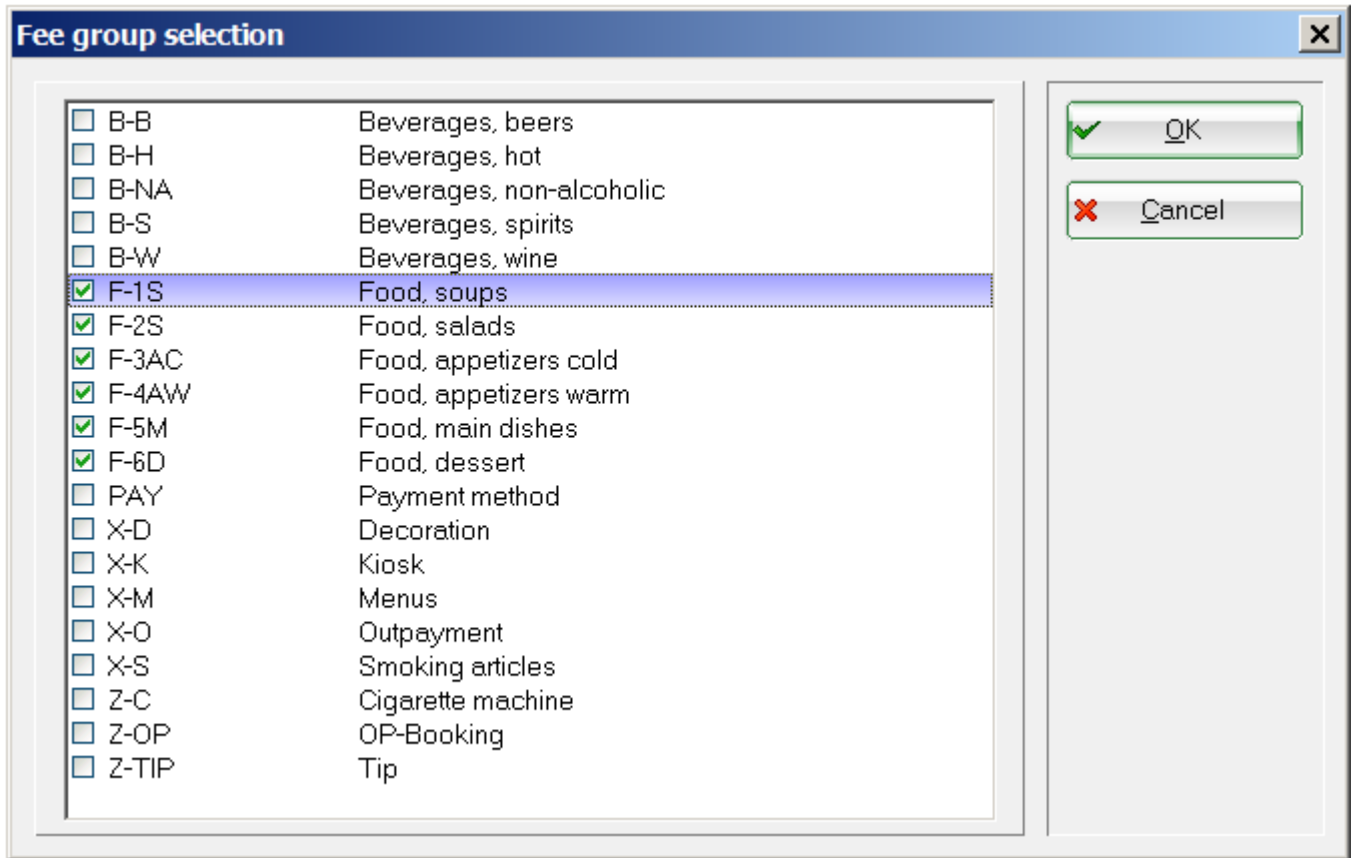 Fee group selection
B-B Beverages, beers
B-H Beverages, hot
B-NA Beverages, non-alcoholic
B-S Beverages, spirits
B-W Beverages, wine
F-1S Food, soups
F-2S Food, salads
F-3AC Food, appetizers cold
F-4AW Food, appetizers warm
F-5M Food, main dishes
F-6D Food, dessert
PAY Payment method
X-D Decoration
X-K Kiosk
X-M Menus
X-O Outpayment
X-S Smoking articles
Z-C Cigarette machine
Z-OP OP-Booking
Z-TIP Tip
OK
Cancel